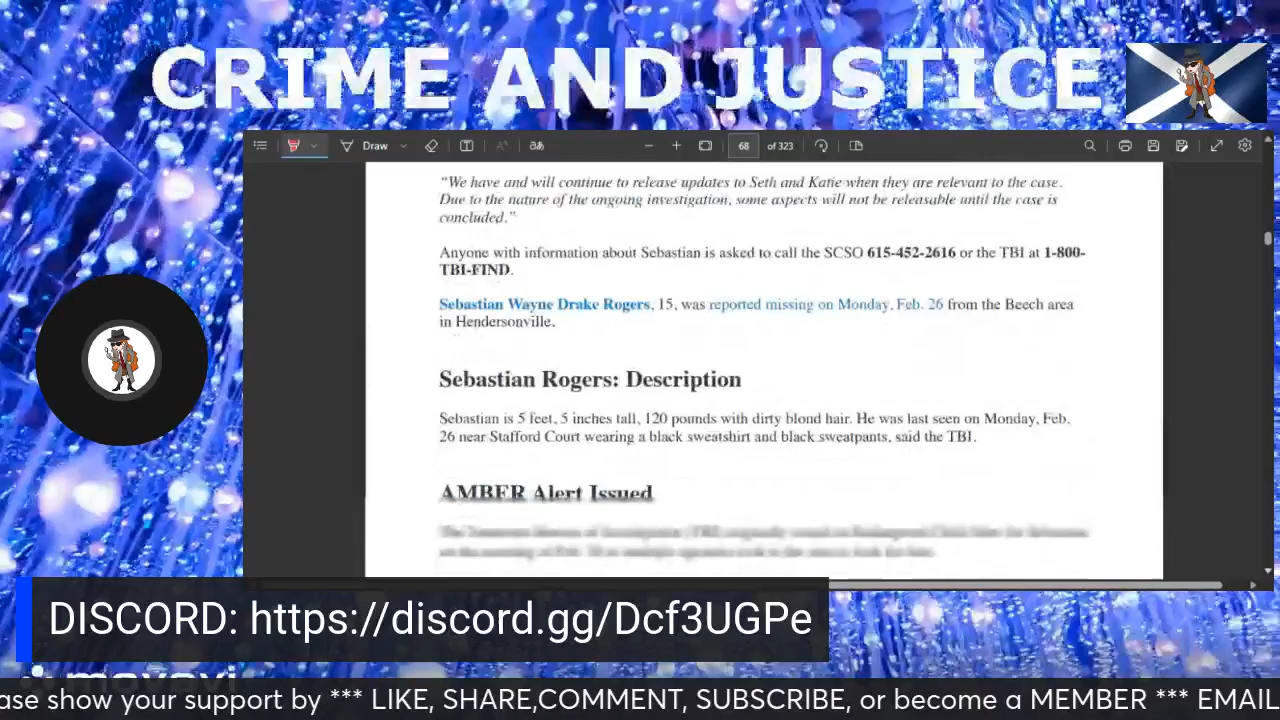 CRIME AND JUSTICE
Draw
68 of 323
“We have and will continue to release updates to Seth and Katie when they are relevant to the case.
Due to the nature of the ongoing investigation, some aspects will not be releasable until the case is
concluded.”
Anyone with information about Sebastian is asked to call the SCSO 615-452-2616 or the TBI at 1-800-
TBI-FIND.
Sebastian Wayne Drake Rogers, 15, was reported missing on Monday, Feb. 26 from the Beech area
in Hendersonville.
Sebastian Rogers: Description
Sebastian is 5 feet, 5 inches tall, 120 pounds with dirty blond hair. He was last seen on Monday, Feb.
26 near Stafford Court wearing a black sweatshirt and black sweatpants, said the TBI.
AMBER Alert Issued
DISCORD: https://discord.gg/Dcf3UGPe
ase show your support by *** LIKE, SHARE,COMMENT, SUBSCRIBE, or become a MEMBER *** EMAIL